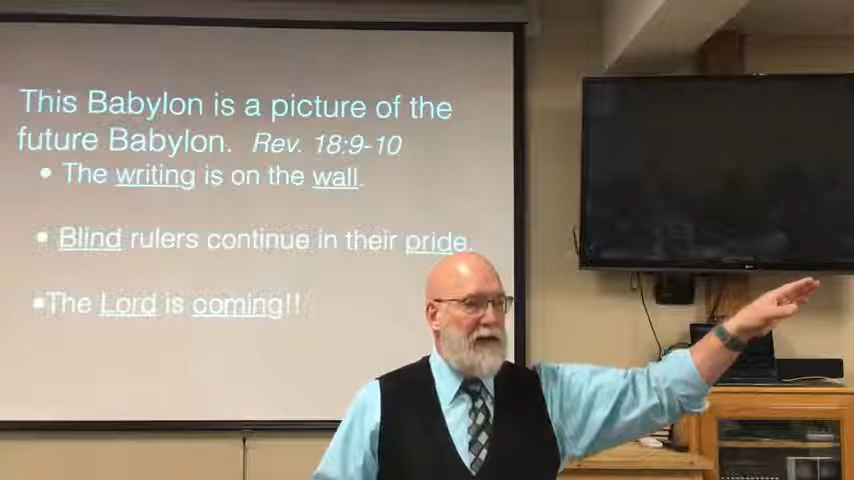 This Babylon is a picture of the
future Babylon. Rev. 18:9-10
• The writing is on the wall.
• Blind rulers continue in their pride.
•The Lord is coming!!